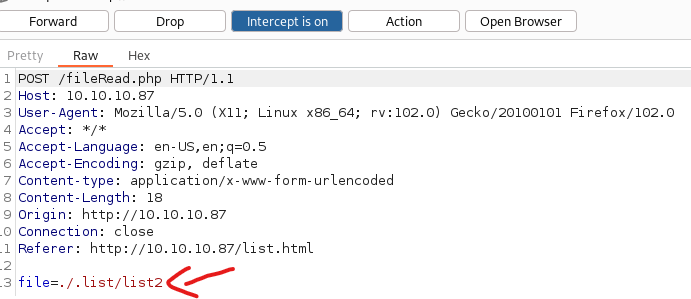 Forward Drop Intercept is on Action Open Browser
Pretty Raw Hex
1 POST /fileRead.php HTTP/1.1
2 Host: 10.10.10.87
3 User-Agent: Mozilla/5.0 (X11; Linux x86_64; rv:102.0) Gecko/20100101 Firefox/102.0
4 Accept: */*
5 Accept-Language: en-US,en;q=0.5
6 Accept-Encoding: gzip, deflate
7 Content-type: application/x-www-form-urlencoded
8 Content-Length: 18
9 Origin: http://10.10.10.87
10 Connection: close
11 Referer: http://10.10.10.87/list.html
12
13 file=./.list/list2